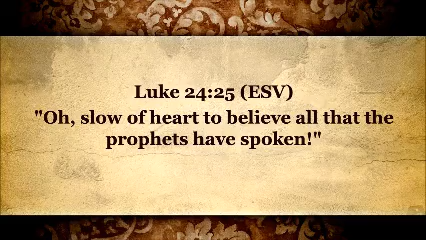 Luke 24:25 (ESV)
"Oh, slow of heart to believe all that the
prophets have spoken!"